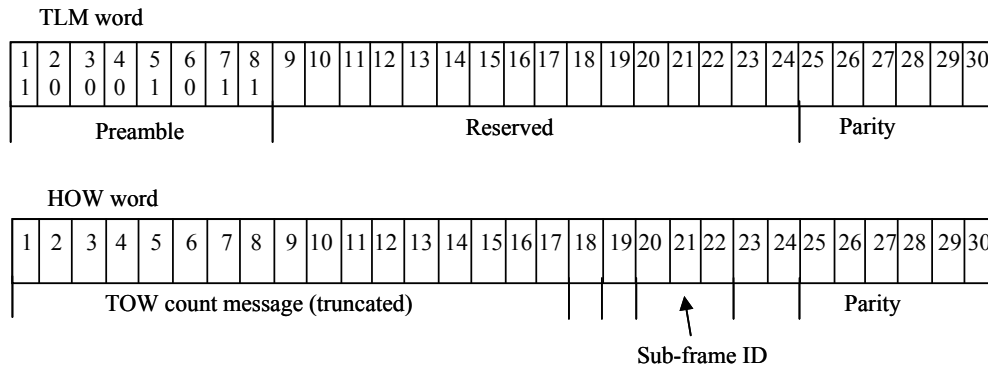 TLM word
1 2 3 4 5 6 7 8 9 10 11 12 13 14 15 16 17 18 19 20 21 22 23 24 25 26 27 28 29 30
1 0 0 0 1 0 1 1
Preamble Reserved Parity
HOW word
1 2 3 4 5 6 7 8 9 10 11 12 13 14 15 16 17 18 19 20 21 22 23 24 25 26 27 28 29 30
TOW count message (truncated) Parity
Sub-frame ID